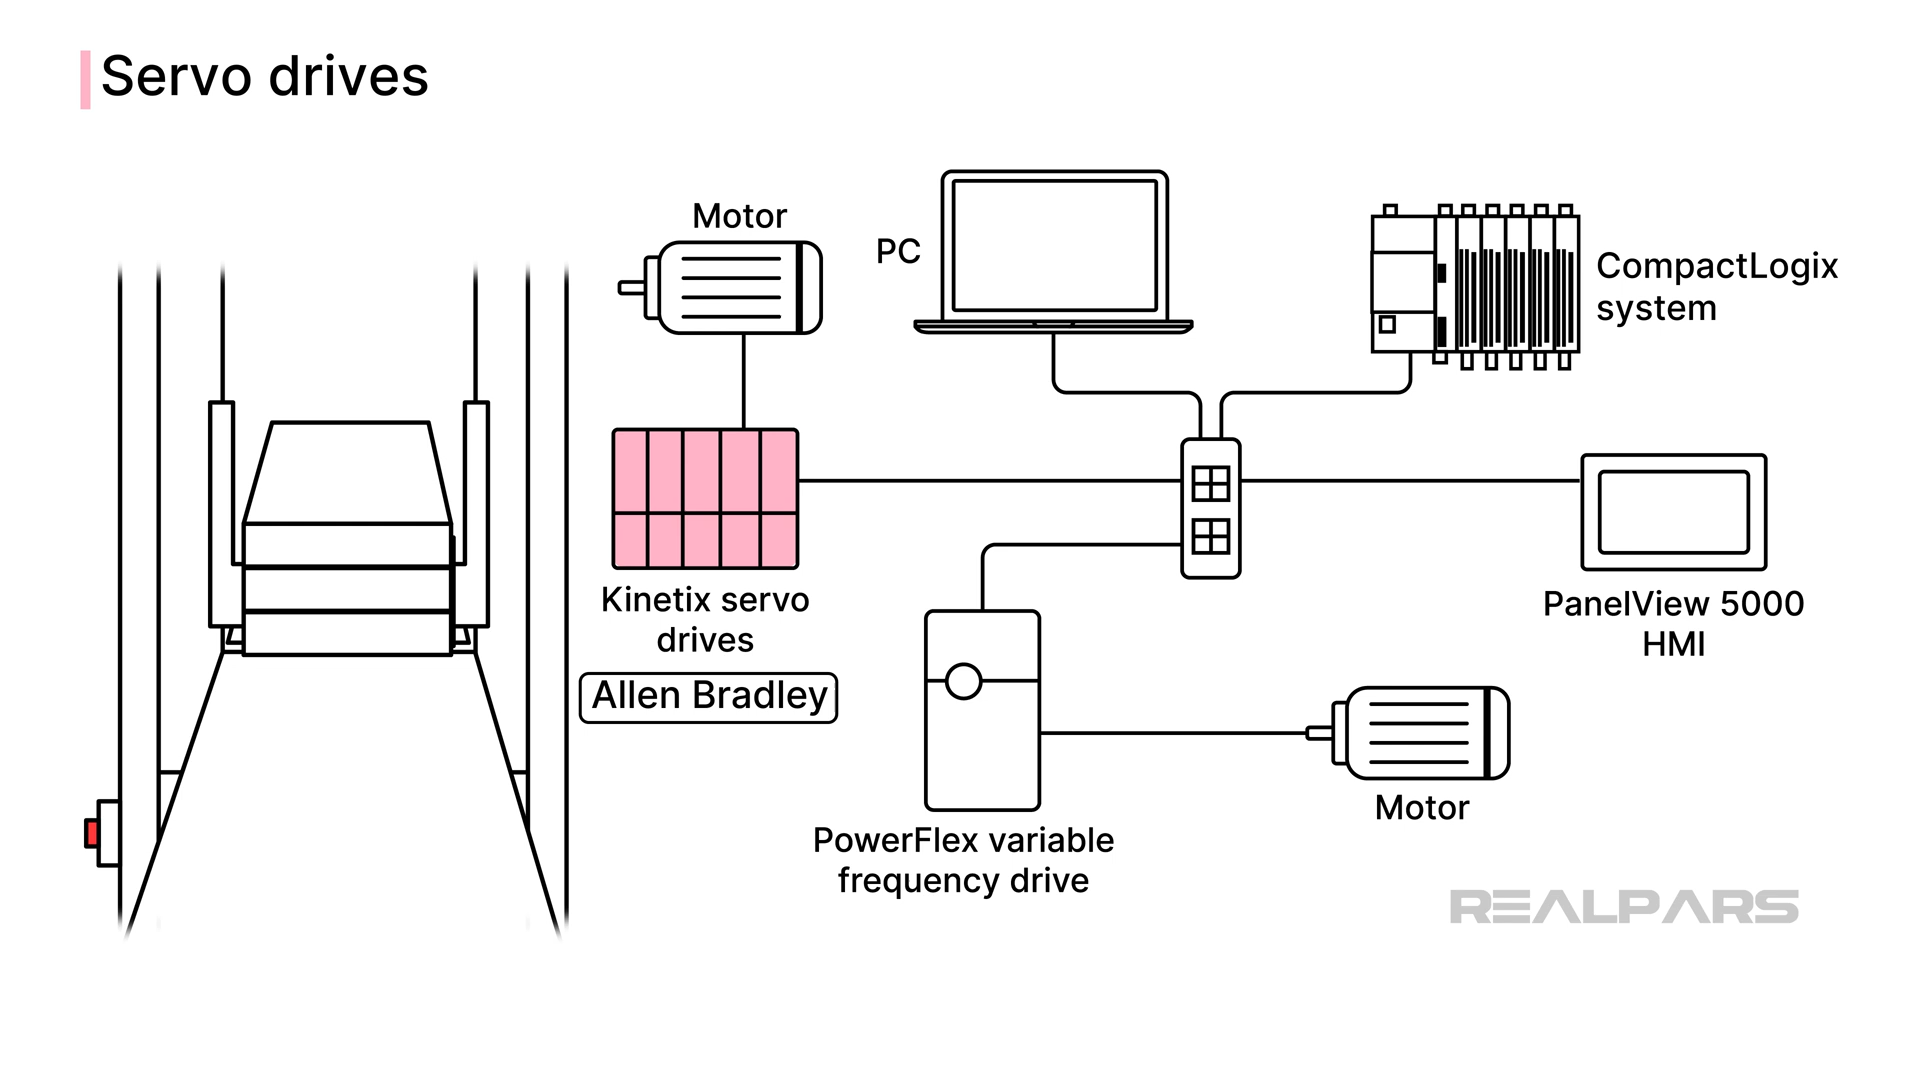 Servo drives
Motor
PC
CompactLogix
system
Kinetix servo
drives
Allen Bradley
PanelView 5000
HMI
Motor
PowerFlex variable
frequency drive
REALPARS